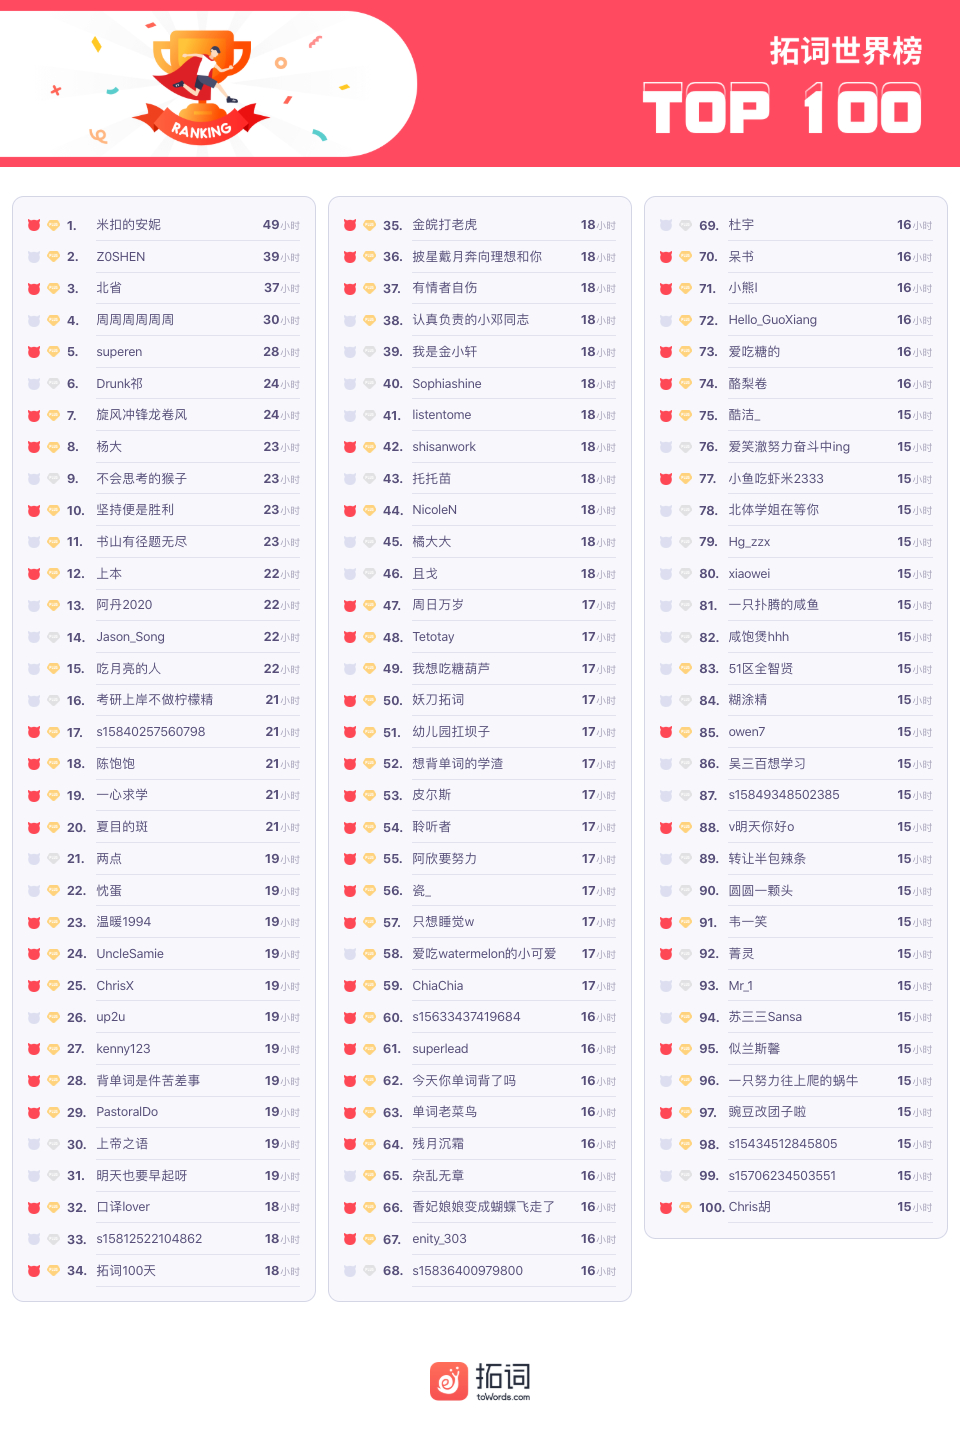 RANKING
拓词世界榜
TOP 100
1. 米扣的安妮 49小时
2. Z0SHEN 39小时
3. 北省 37小时
4. 周周周周周周 30小时
5. superen 28小时
6. Drunk祁 24小时
7. 旋风冲锋龙卷风 24小时
8. 杨大 23小时
9. 不会思考的猴子 23小时
10. 坚持便是胜利 23小时
11. 书山有径题无尽 23小时
12. 上本 22小时
13. 阿丹2020 22小时
14. Jason_Song 22小时
15. 吃月亮的人 22小时
16. 考研上岸不做柠檬精 21小时
17. s15840257560798 21小时
18. 陈饱饱 21小时
19. 一心求学 21小时
20. 夏目的斑 21小时
21. 两点 19小时
22. 忱蛋 19小时
23. 温暖1994 19小时
24. UncleSamie 19小时
25. ChrisX 19小时
26. up2u 19小时
27. kenny123 19小时
28. 背单词是件苦差事 19小时
29. PastoralDo 19小时
30. 上帝之语 19小时
31. 明天也要早起呀 19小时
32. 口译lover 18小时
33. s15812522104862 18小时
34. 拓词100天 18小时
35. 金皖打老虎 18小时
36. 披星戴月奔向理想和你 18小时
37. 有情者自伤 18小时
38. 认真负责的小邓同志 18小时
39. 我是金小轩 18小时
40. Sophiashine 18小时
41. listentome 18小时
42. shisanwork 18小时
43. 托托苗 18小时
44. NicoleN 18小时
45. 橘大大 18小时
46. 且戈 18小时
47. 周日万岁 17小时
48. Tetotay 17小时
49. 我想吃糖葫芦 17小时
50. 妖刀拓词 17小时
51. 幼儿园扛坝子 17小时
52. 想背单词的学渣 17小时
53. 皮尔斯 17小时
54. 聆听者 17小时
55. 阿欣要努力 17小时
56. 瓷_ 17小时
57. 只想睡觉w 17小时
58. 爱吃watermelon的小可爱 17小时
59. ChiaChia 17小时
60. s15633437419684 16小时
61. superlead 16小时
62. 今天你单词背了吗 16小时
63. 单词老菜鸟 16小时
64. 残月沉霜 16小时
65. 杂乱无章 16小时
66. 香妃娘娘变成蝴蝶飞走了 16小时
67. enity_303 16小时
68. s15836400979800 16小时
69. 杜宇 16小时
70. 呆书 16小时
71. 小熊l 16小时
72. Hello_GuoXiang 16小时
73. 爱吃糖的 16小时
74. 酪梨卷 16小时
75. 酷洁_ 15小时
76. 爱笑澈努力奋斗中ing 15小时
77. 小鱼吃虾米2333 15小时
78. 北体学姐在等你 15小时
79. Hg_zzx 15小时
80. xiaowei 15小时
81. 一只扑腾的咸鱼 15小时
82. 咸饱煲hhh 15小时
83. 51区全智贤 15小时
84. 糊涂精 15小时
85. owen7 15小时
86. 吴三百想学习 15小时
87. s15849348502385 15小时
88. v明天你好o 15小时
89. 转让半包辣条 15小时
90. 圆圆一颗头 15小时
91. 韦一笑 15小时
92. 菁灵 15小时
93. Mr_1 15小时
94. 苏三三Sansa 15小时
95. 似兰斯馨 15小时
96. 一只努力往上爬的蜗牛 15小时
97. 豌豆改团子啦 15小时
98. s15434512845805 15小时
99. s15706234503551 15小时
100. Chris胡 15小时
拓词
toWords.com